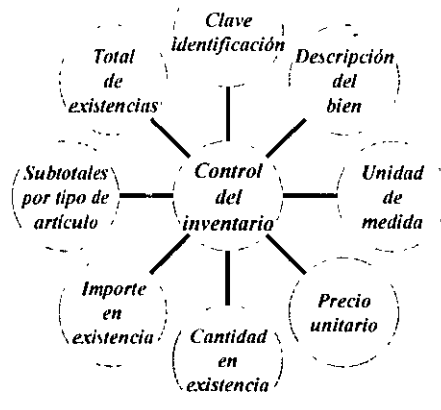 Clave
identificación
Descripción
del
bien
Unidad
de
medida
Precio
unitario
Cantidad
en
existencia
Importe
en
existencia
Subtotales
por tipo de
artículo
Total
de
existencias
Control
del
inventario